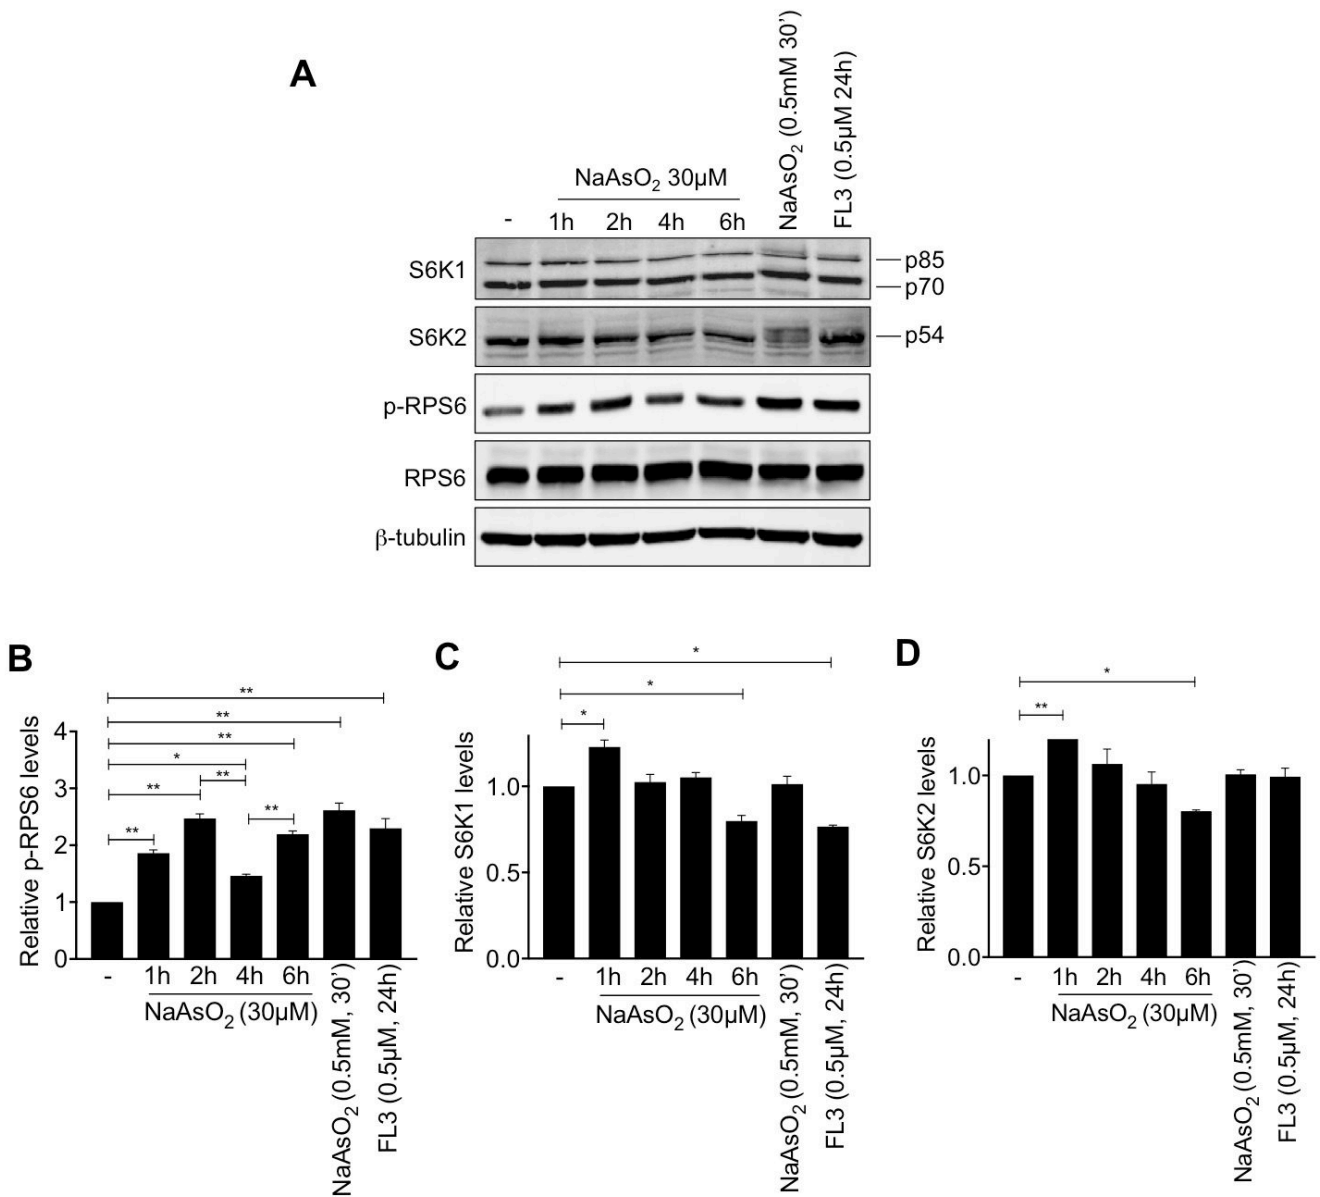 A
NaAsO2 (0.5mM 30’)
FL3 (0.5µM 24h)
NaAsO2 30µM
- 1h 2h 4h 6h
S6K1
p85
p70
S6K2
p54
p-RPS6
RPS6
β-tubulin
B
** 
**
**
*
**
**
**
**
Relative p-RPS6 levels
4
3
2
1
0
- 1h 2h 4h 6h
NaAsO2 (30µM)
NaAsO2 (0.5mM, 30’)
FL3 (0.5µM, 24h)
C
*
*
*
Relative S6K1 levels
1.0
0.5
0.0
- 1h 2h 4h 6h
NaAsO2 (30µM)
NaAsO2 (0.5mM, 30’)
FL3 (0.5µM, 24h)
D
*
**
Relative S6K2 levels
1.0
0.5
0.0
- 1h 2h 4h 6h
NaAsO2 (30µM)
NaAsO2 (0.5mM, 30’)
FL3 (0.5µM, 24h)